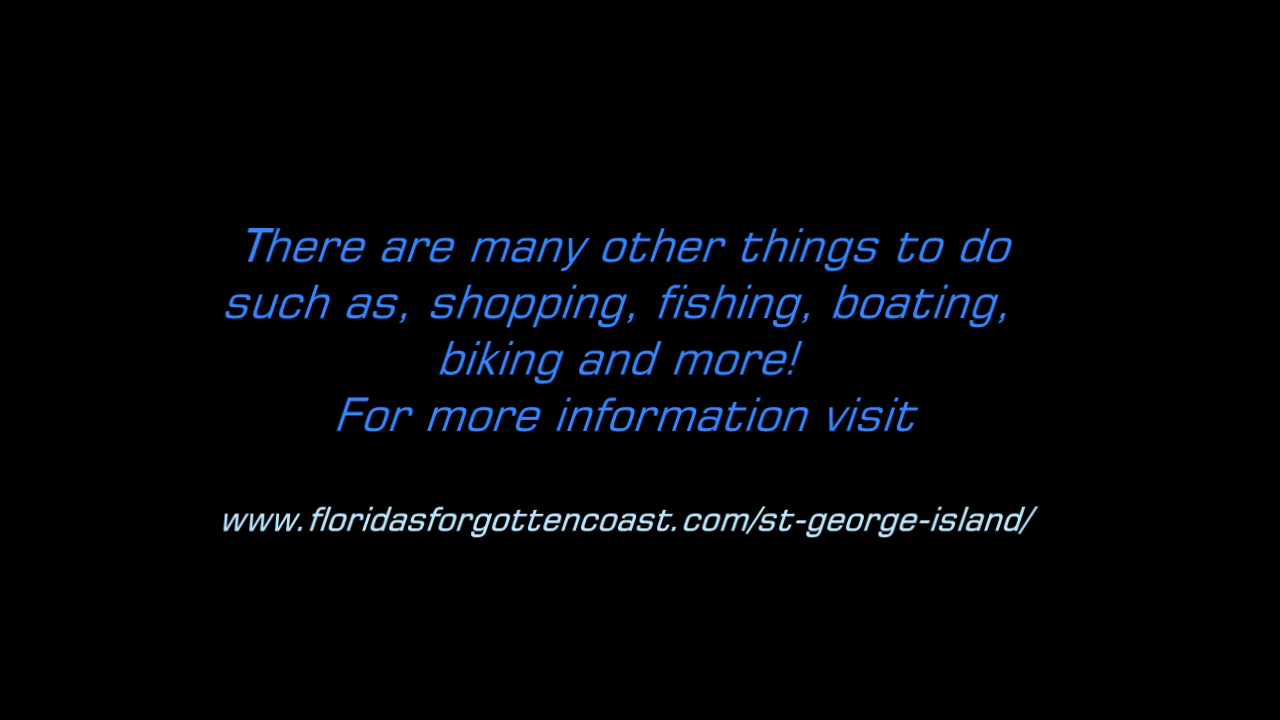 There are many other things to do
such as, shopping, fishing, boating,
biking and more!
For more information visit
www.floridasforgottencoast.com/st-george-island/